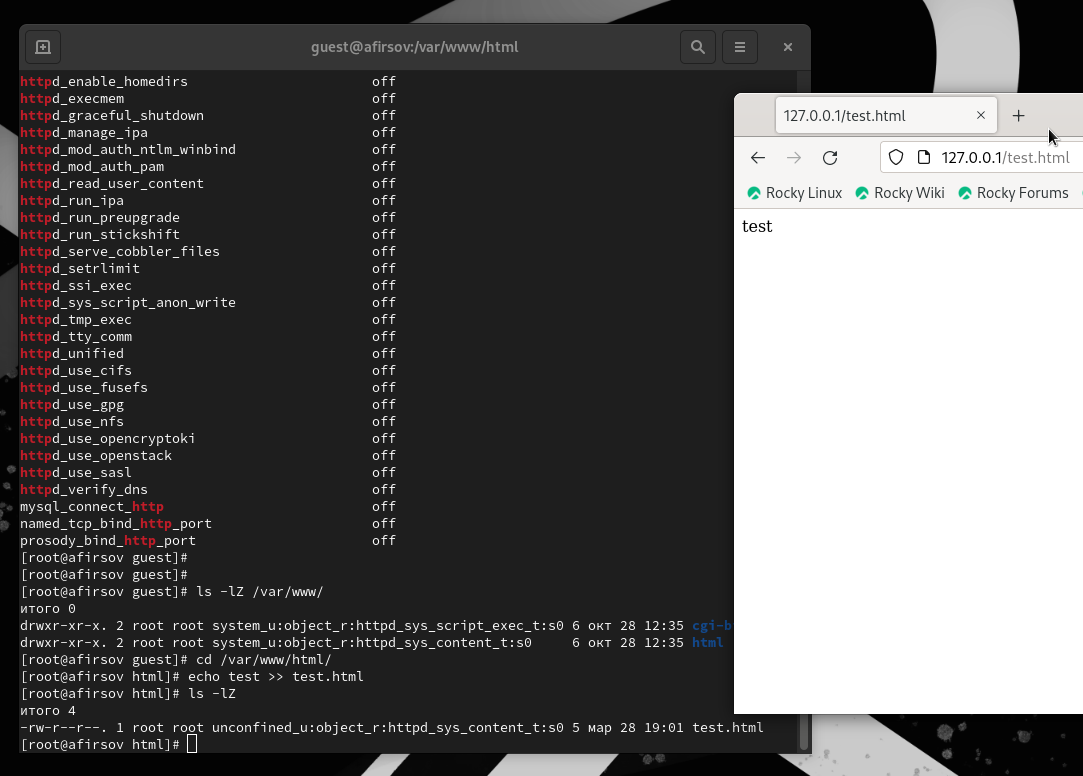 guest@afirsov:/var/www/html
httpd_enable_homedirs off
httpd_execmem off
httpd_graceful_shutdown off
httpd_manage_ipa off
httpd_mod_auth_ntlm_winbind off
httpd_mod_auth_pam off
httpd_read_user_content off
httpd_run_ipa off
httpd_run_preupgrade off
httpd_run_stickshift off
httpd_serve_cobbler_files off
httpd_setrlimit off
httpd_ssi_exec off
httpd_sys_script_anon_write off
httpd_tmp_exec off
httpd_tty_comm off
httpd_unified off
httpd_use_cifs off
httpd_use_fusefs off
httpd_use_gpg off
httpd_use_nfs off
httpd_use_opencryptoki off
httpd_use_openstack off
httpd_use_sasl off
httpd_verify_dns off
mysql_connect_http off
named_tcp_bind_http_port off
prosody_bind_http_port off
[root@afirsov guest]#
[root@afirsov guest]#
[root@afirsov guest]# ls -lZ /var/www/
итого 0
drwxr-xr-x. 2 root root system_u:object_r:httpd_sys_script_exec_t:s0 6 окт 28 12:35 cgi-b
drwxr-xr-x. 2 root root system_u:object_r:httpd_sys_content_t:s0 6 окт 28 12:35 html
[root@afirsov guest]# cd /var/www/html/
[root@afirsov html]# echo test >> test.html
[root@afirsov html]# ls -lZ
итого 4
-rw-r--r--. 1 root root unconfined_u:object_r:httpd_sys_content_t:s0 5 мар 28 19:01 test.html
[root@afirsov html]#
127.0.0.1/test.html
127.0.0.1/test.html
Rocky Linux Rocky Wiki Rocky Forums
test